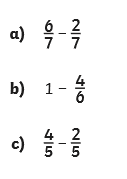 a) 6/7 − 2/7
b) 1 − 4/6
c) 4/5 − 2/5